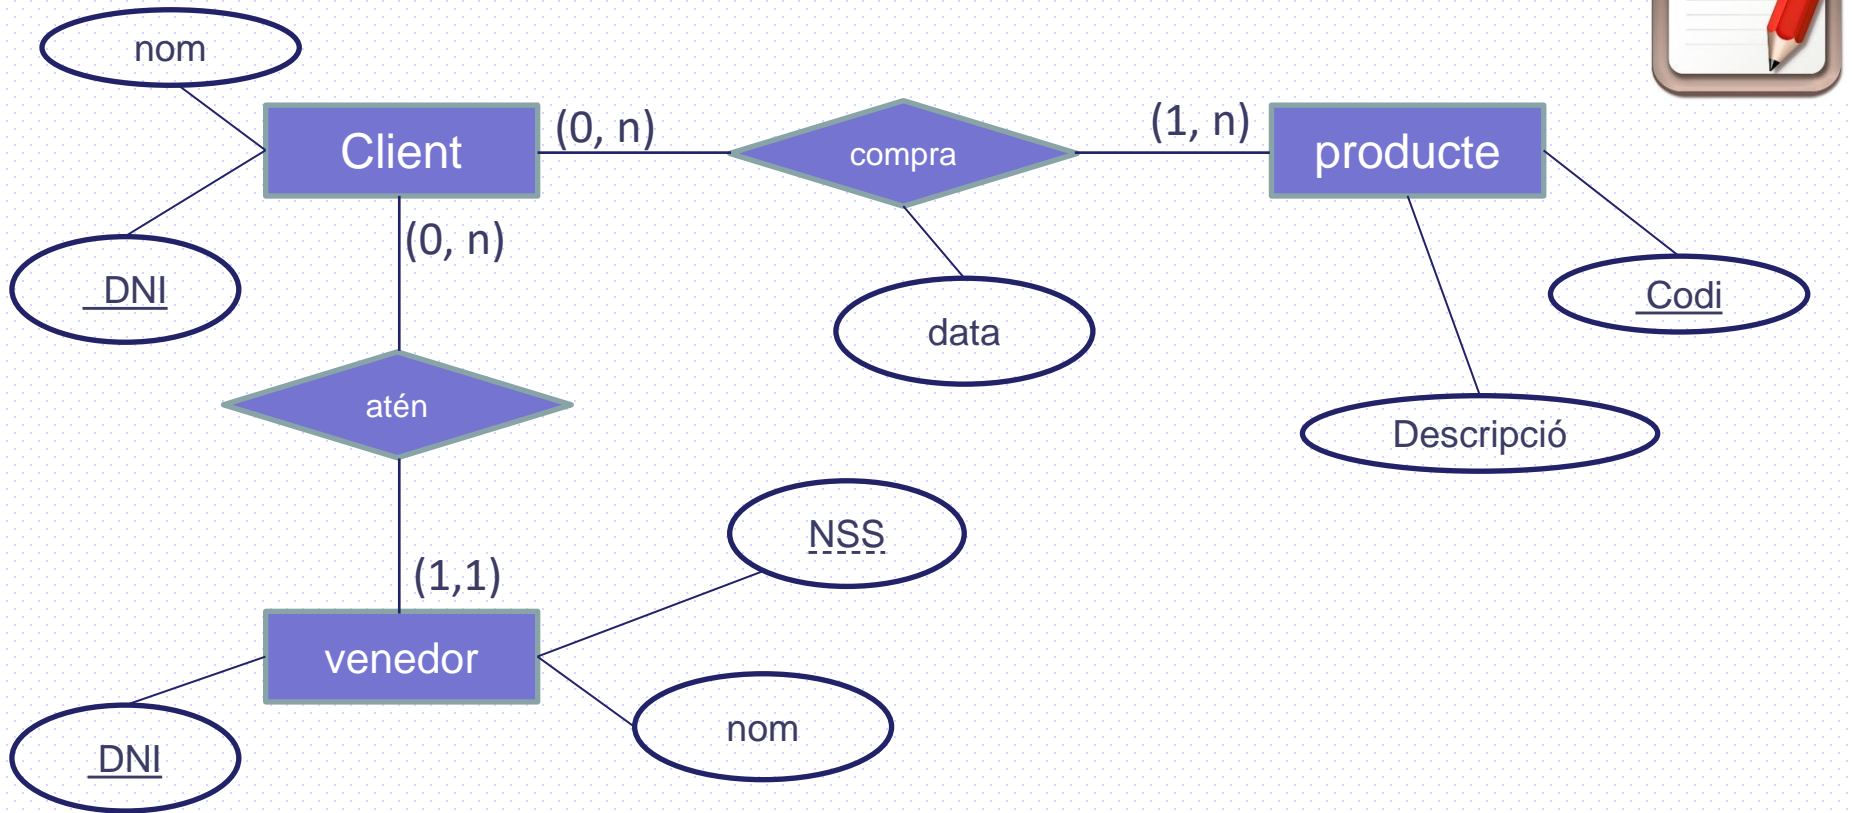 nom
Client
(0, n)
compra
(1, n)
producte
(0, n)
DNI
data
Codi
atén
Descripció
NSS
(1,1)
venedor
nom
DNI